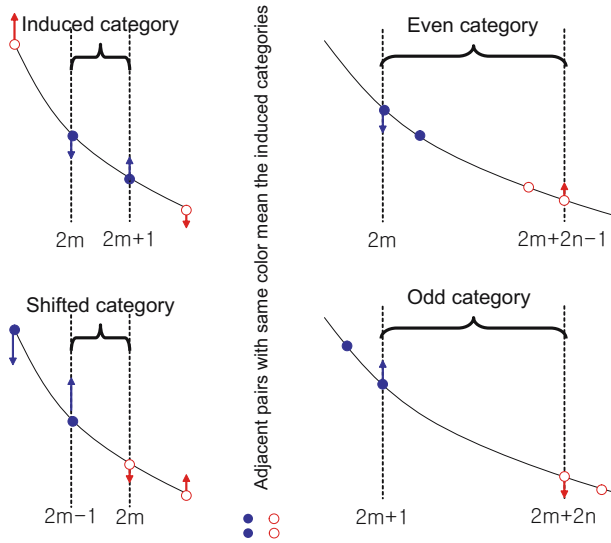 Induced category
2m
2m+1
Shifted category
2m-1
2m
Adjacent pairs with same color mean the induced categories
Even category
2m
2m+2n-1
Odd category
2m+1
2m+2n